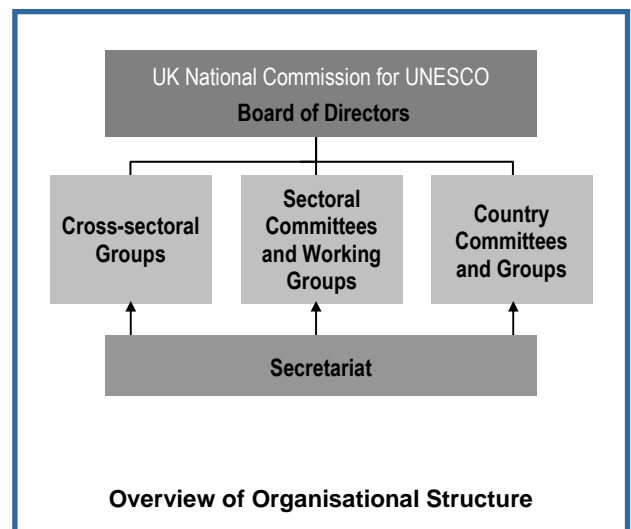 UK National Commission for UNESCO
Board of Directors
Cross-sectoral
Groups
Sectoral
Committees
and Working
Groups
Country
Committees
and Groups
Secretariat
Overview of Organisational Structure